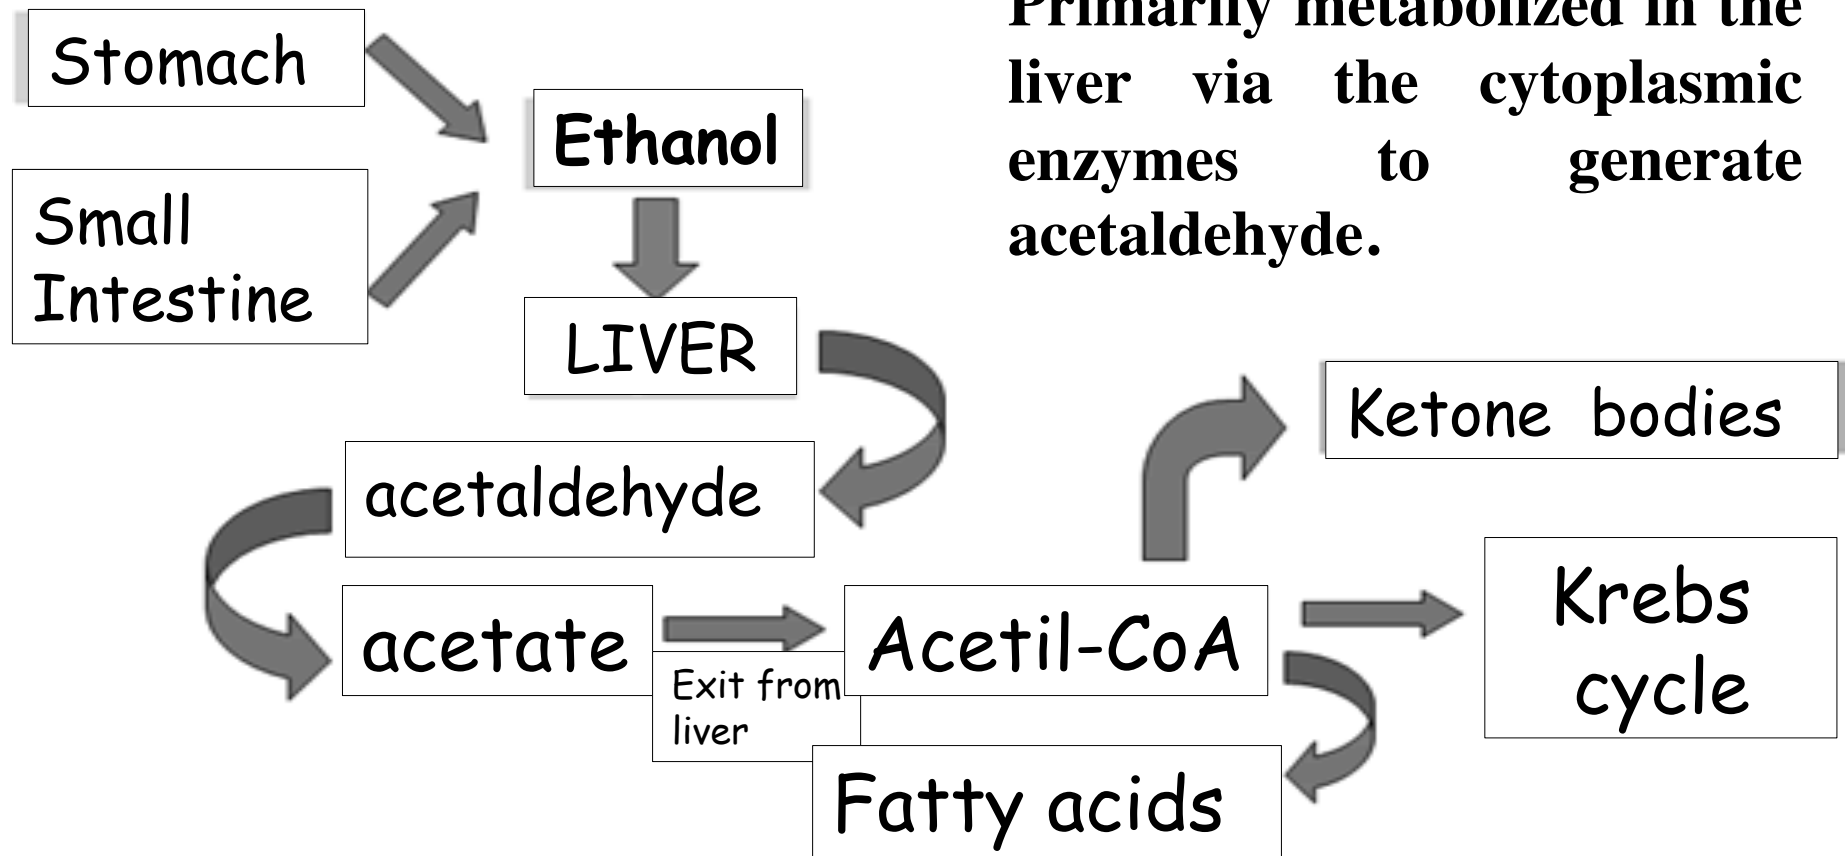 Primarily metabolized in the
liver via the cytoplasmic
enzymes to generate
acetaldehyde.
Stomach
Ethanol
Small
Intestine
LIVER
Ketone bodies
acetaldehyde
acetate
Exit from
liver
Acetil-CoA
Krebs
cycle
Fatty acids